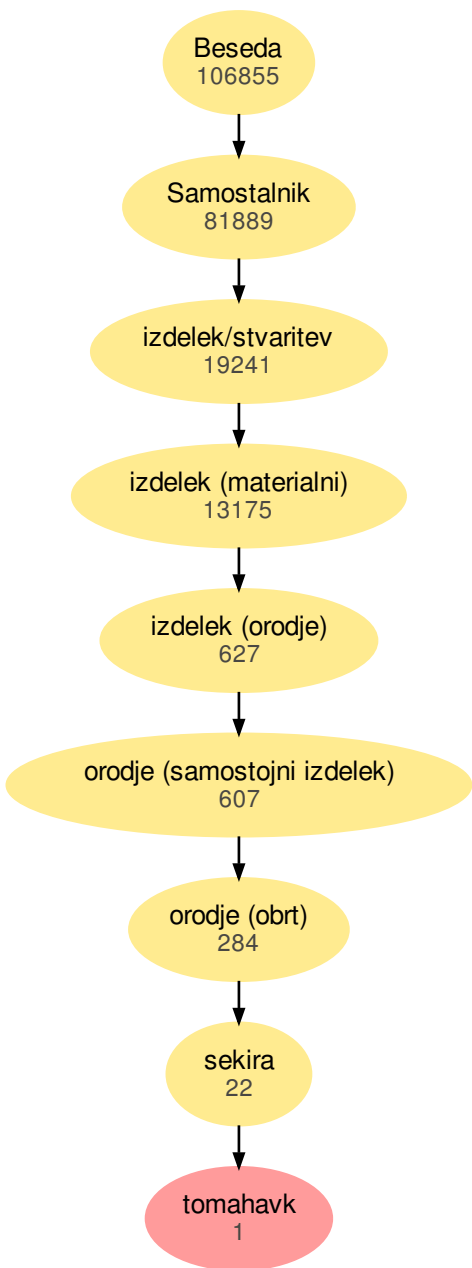 Beseda
106855
Samostalnik
81889
izdelek/stvaritev
19241
izdelek (materialni)
13175
izdelek (orodje)
627
orodje (samostojni izdelek)
607
orodje (obrt)
284
sekira
22
tomahavk
1